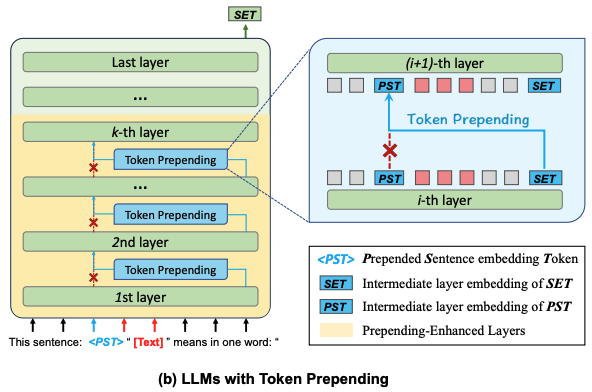 SET
Last layer
...
k-th layer
Token Prepending
...
Token Prepending
2nd layer
Token Prepending
1st layer
This sentence: <PST> “ [Text] ” means in one word: “
(i+1)-th layer
PST
SET
Token Prepending
PST
SET
i-th layer
<PST> Prepended Sentence embedding Token
SET Intermediate layer embedding of SET
PST Intermediate layer embedding of PST
Prepending-Enhanced Layers
(b) LLMs with Token Prepending